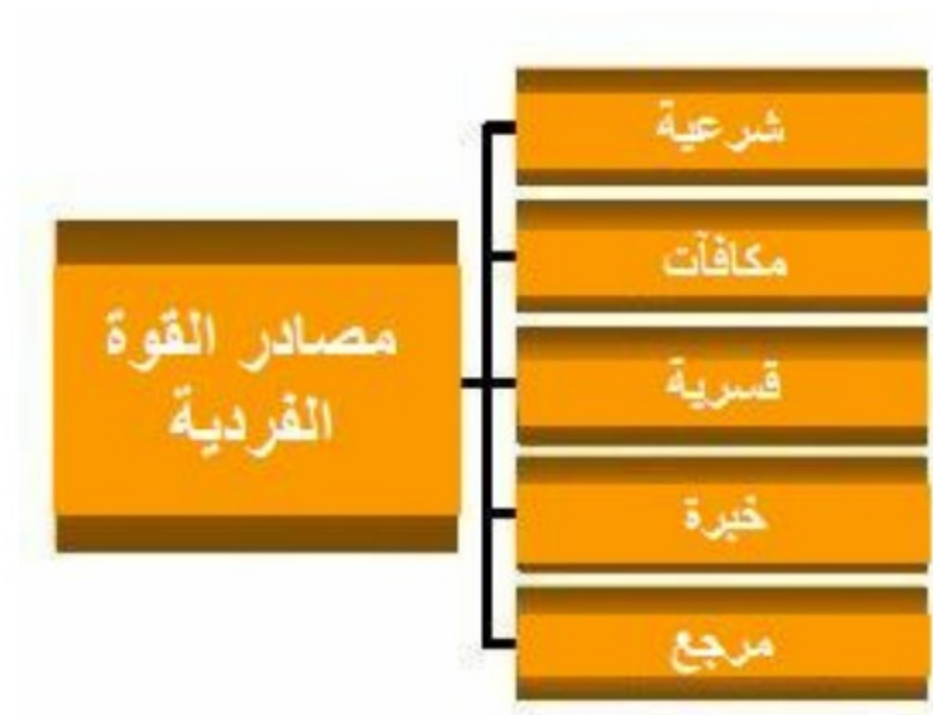 مصادر القوة
الفردية
شرعية
مكافآت
قسرية
خبرة
مرجع